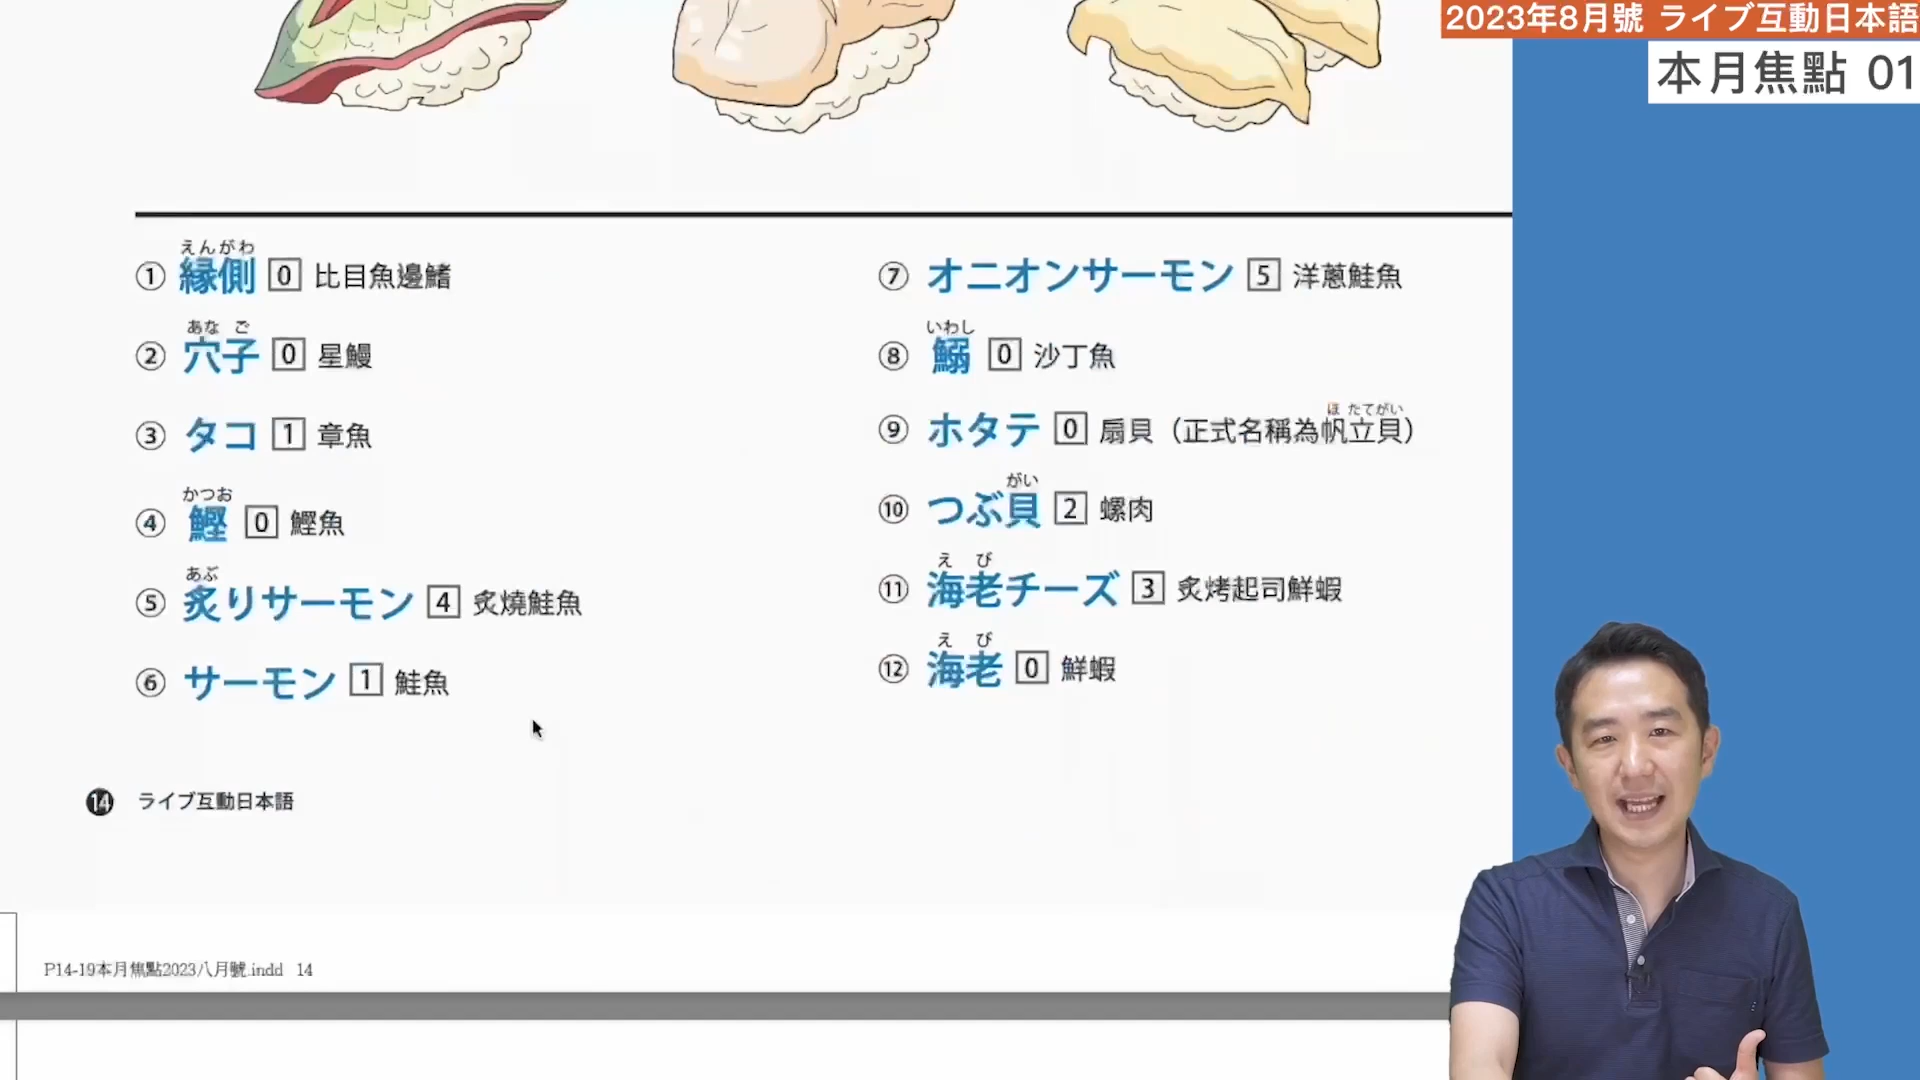 2023年8月號 ライブ互動日本語
本月焦點 01
えんがわ
① 縁側 0 比目魚邊鰭
あな ご
② 穴子 0 星鰻
③ タコ 1 章魚
かつお
④ 鰹 0 鰹魚
あぶ
⑤ 炙りサーモン 4 炙燒鮭魚
⑥ サーモン 1 鮭魚
⑦ オニオンサーモン 5 洋蔥鮭魚
いわし
⑧ 鰯 0 沙丁魚
ほ たてがい
⑨ ホタテ 0 扇貝（正式名稱為帆立貝）
がい
⑩ つぶ貝 2 螺肉
え び
⑪ 海老チーズ 3 炙烤起司鮮蝦
え び
⑫ 海老 0 鮮蝦
14 ライブ互動日本語
P14-19本月焦點2023八月號.indd 14